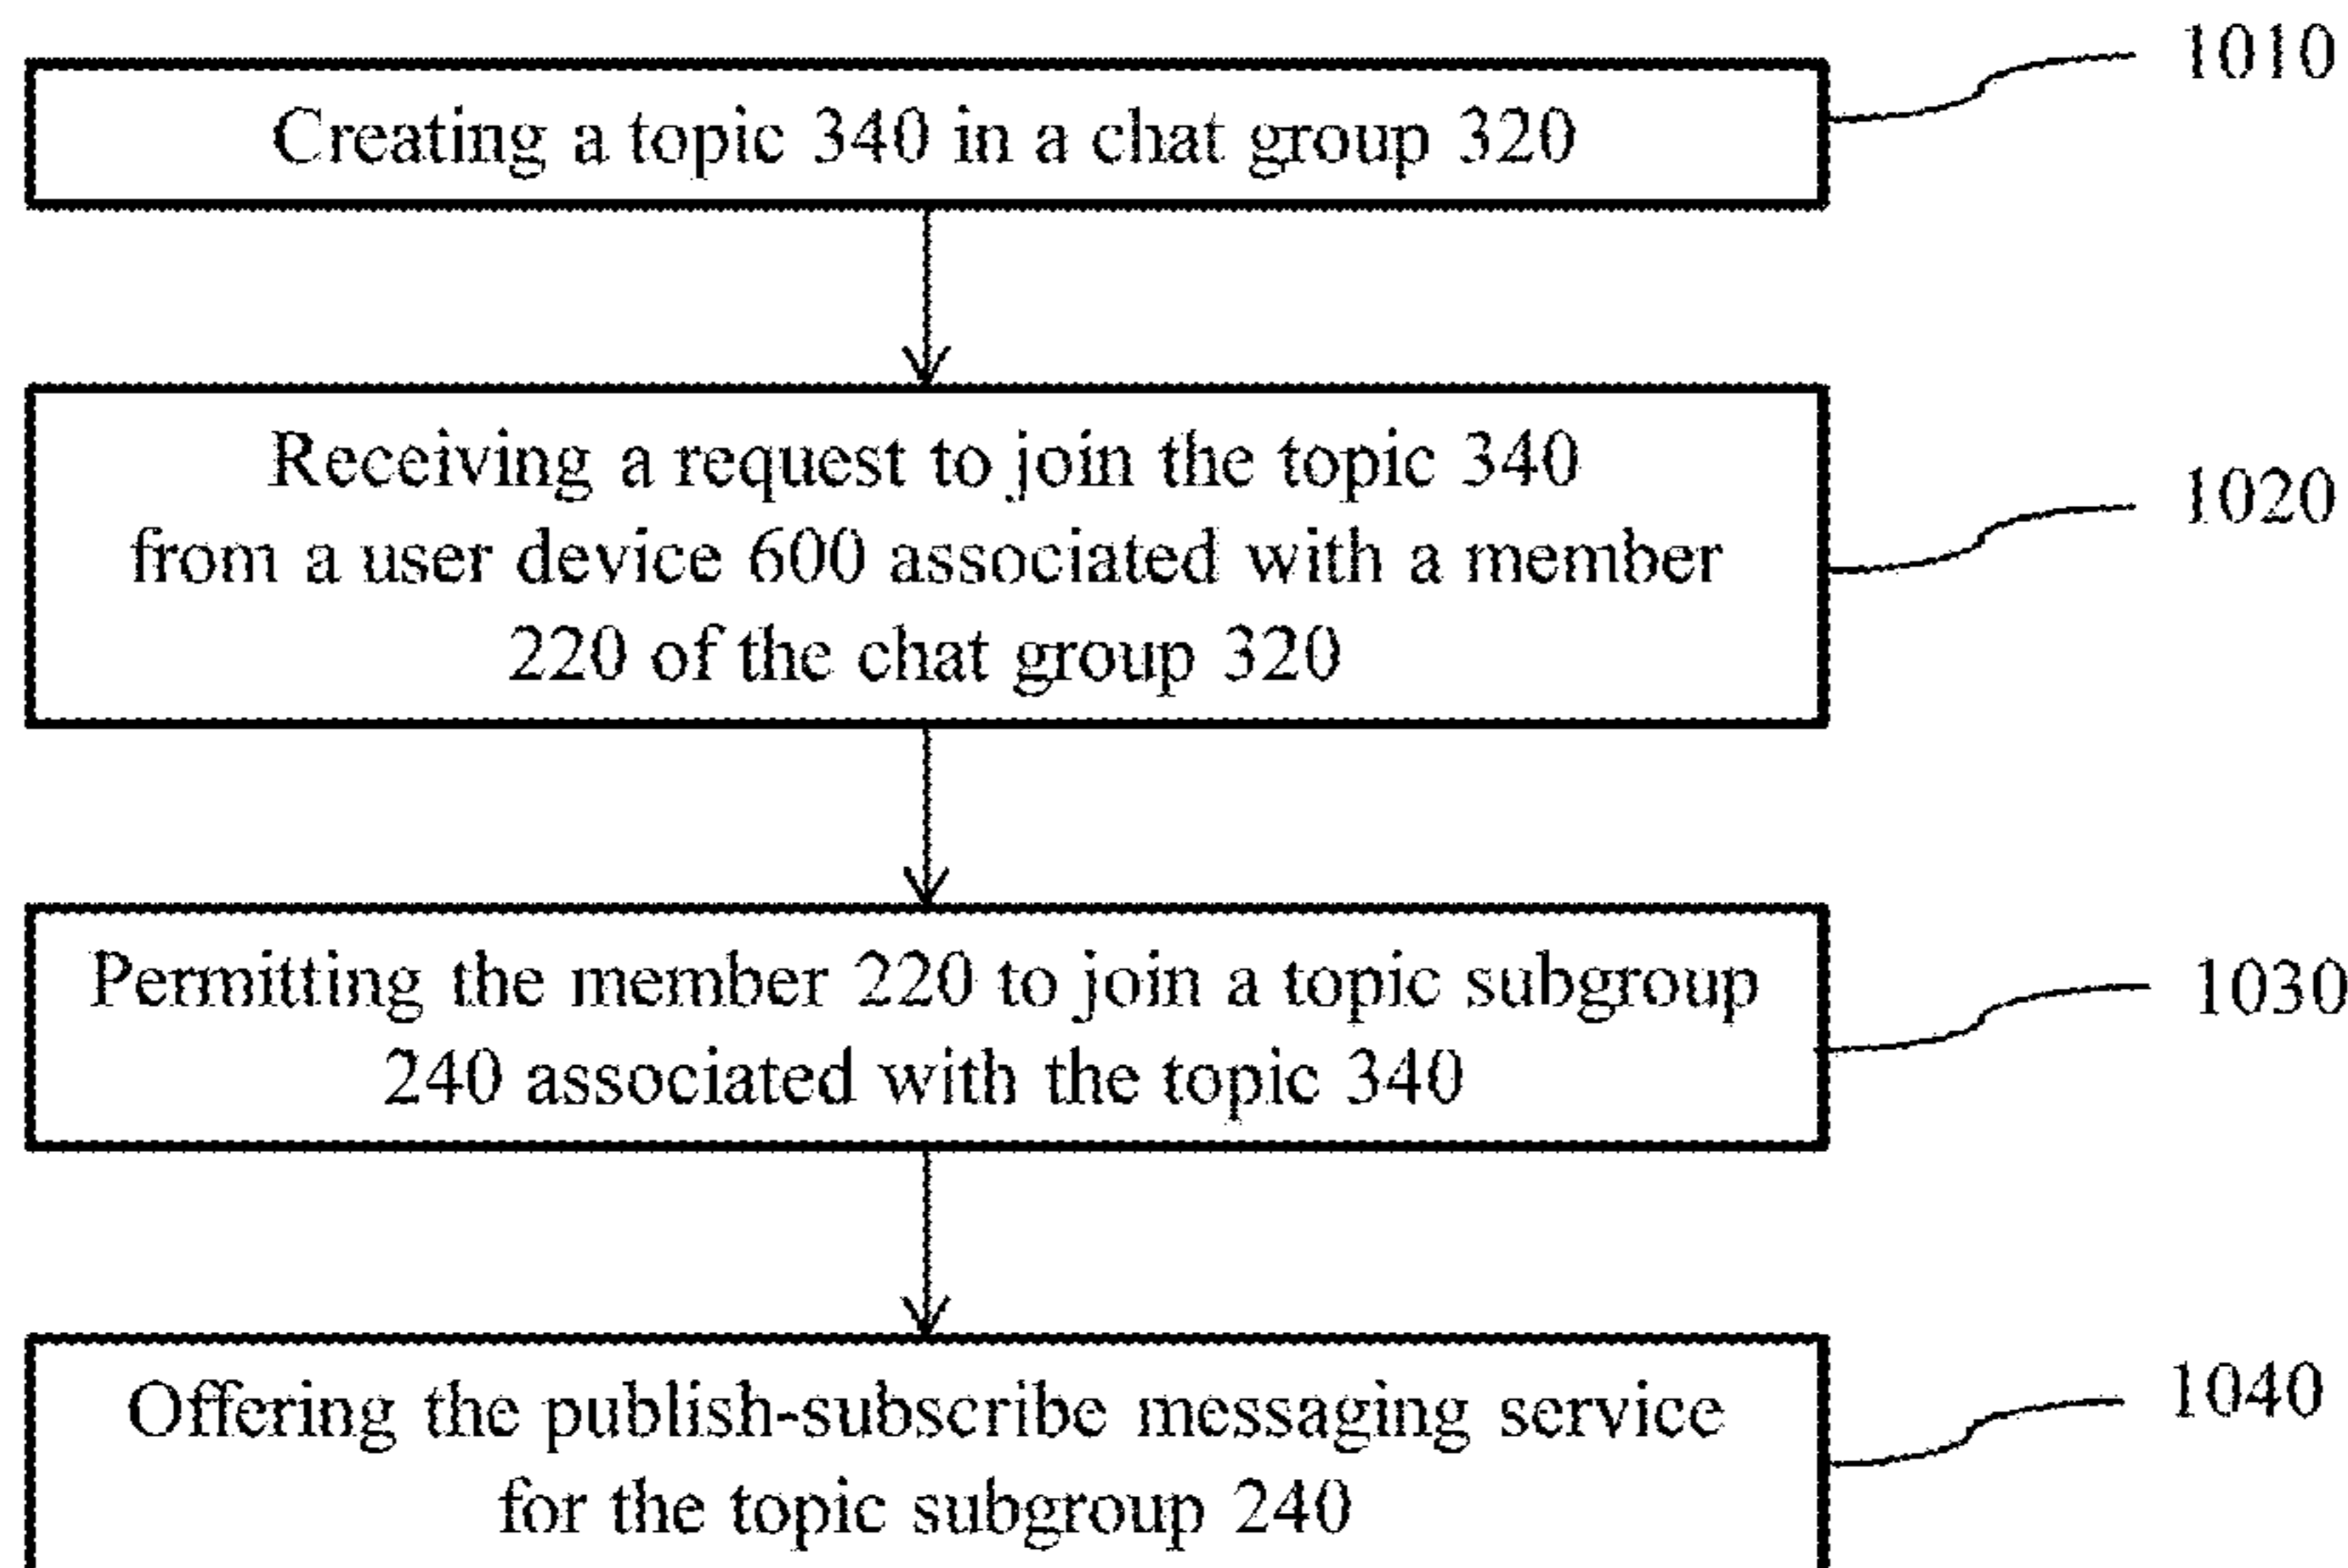 1010
Creating a topic 340 in a chat group 320
Receiving a request to join the topic 340
from a user device 600 associated with a member
220 of the chat group 320
1020
Permitting the member 220 to join a topic subgroup
240 associated with the topic 340
1030
Offering the publish-subscribe messaging service
for the topic subgroup 240
1040